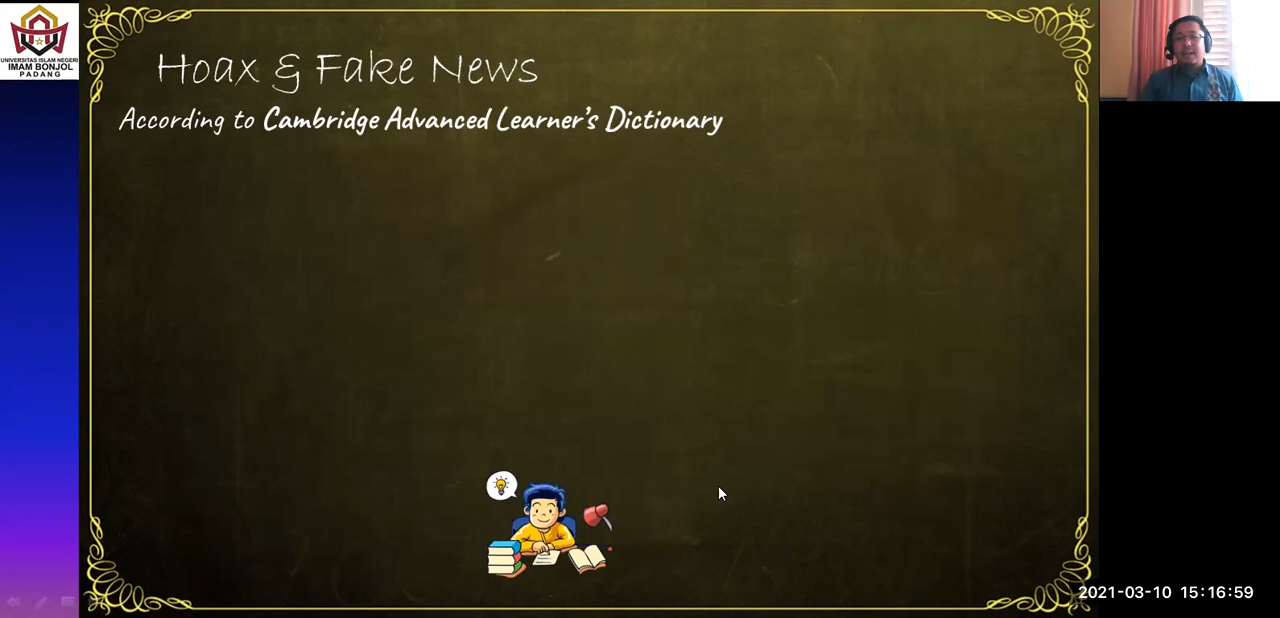 UNIVERSITAS ISLAM NEGERI
IMAM BONJOL
PADANG
Hoax & Fake News
According to Cambridge Advanced Learner's Dictionary
2021-03-10 15:16:59